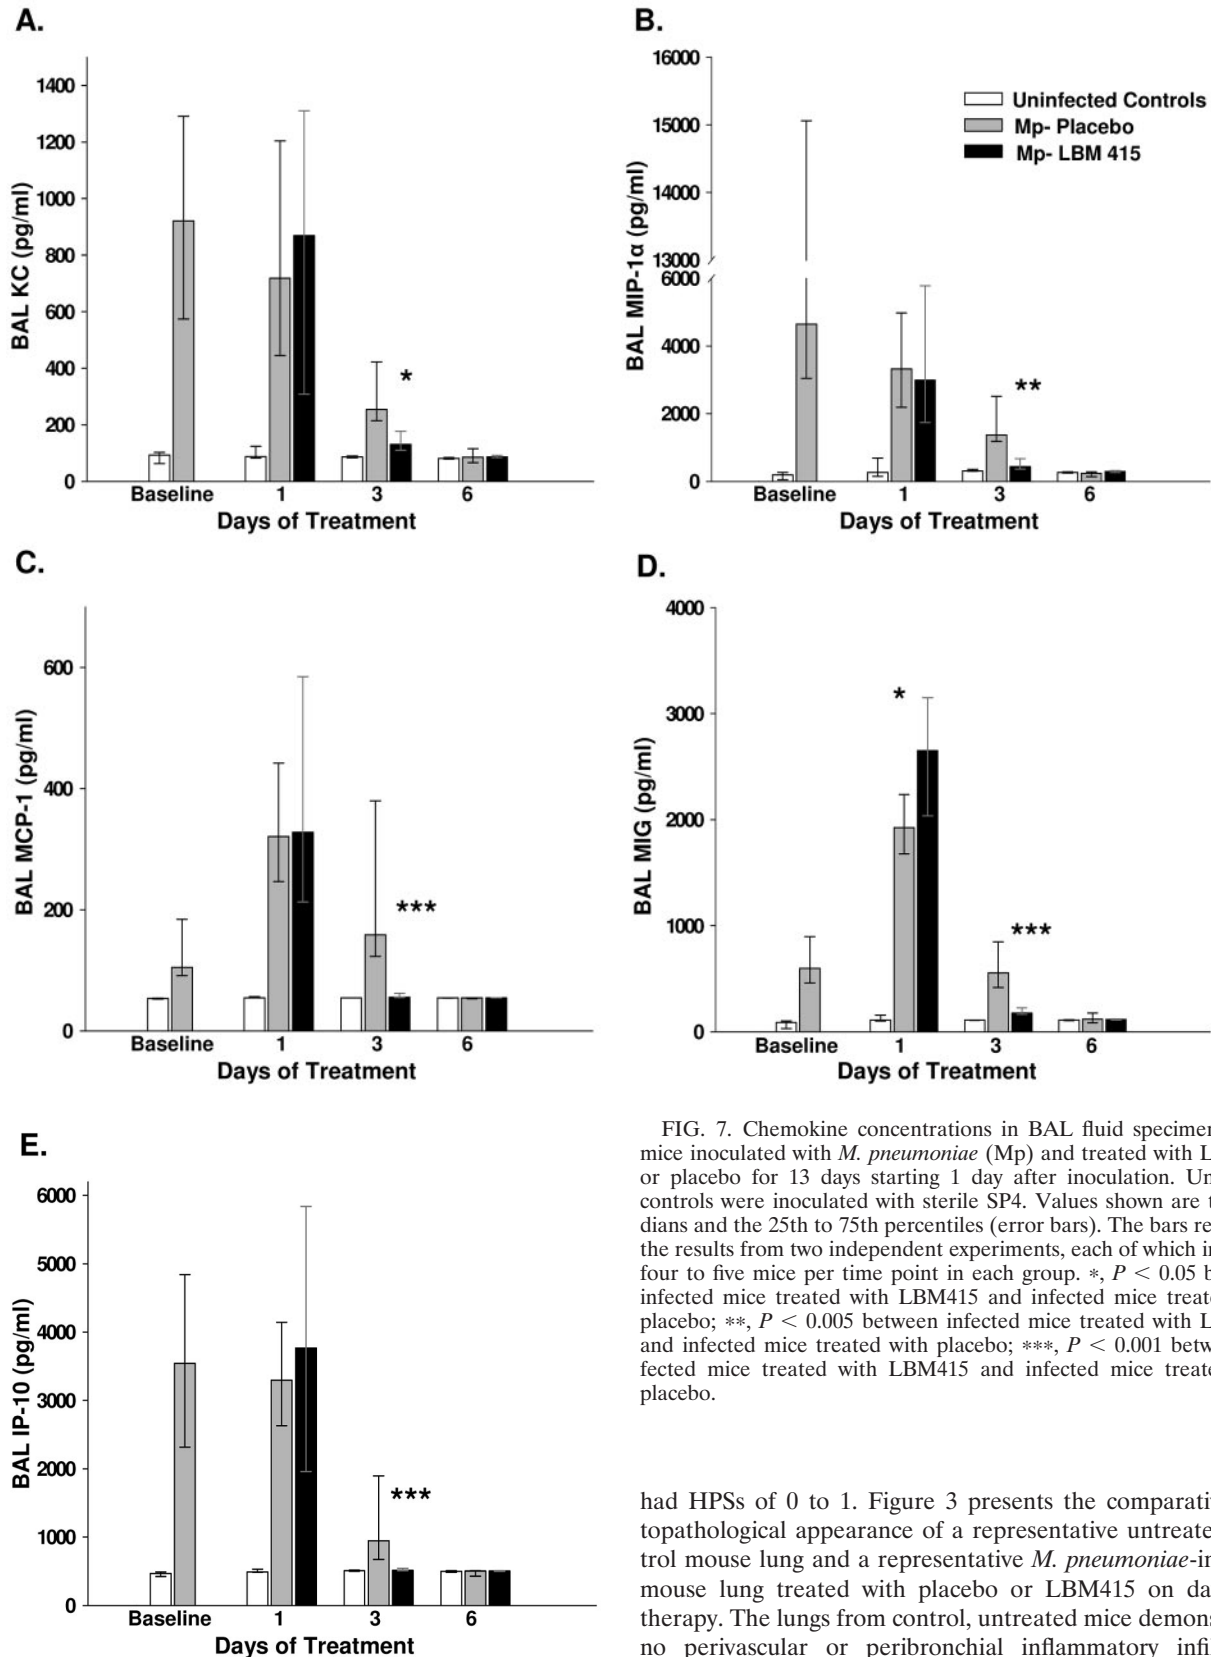 A.
1400
1200
1000
800
600
400
200
0
BAL KC (pg/ml)
*
Baseline 1 3 6
Days of Treatment
B.
16000
15000
14000
13000
6000
4000
2000
0
BAL MIP-1α (pg/ml)
Uninfected Controls
Mp- Placebo
Mp- LBM 415
**
Baseline 1 3 6
Days of Treatment
C.
600
400
200
0
BAL MCP-1 (pg/ml)
***
Baseline 1 3 6
Days of Treatment
D.
4000
3000
2000
1000
0
BAL MIG (pg/ml)
*
***
Baseline 1 3 6
Days of Treatment
E.
6000
5000
4000
3000
2000
1000
0
BAL IP-10 (pg/ml)
***
Baseline 1 3 6
Days of Treatment
FIG. 7. Chemokine concentrations in BAL fluid specimen
mice inoculated with M. pneumoniae (Mp) and treated with L
or placebo for 13 days starting 1 day after inoculation. Un
controls were inoculated with sterile SP4. Values shown are t
dians and the 25th to 75th percentiles (error bars). The bars re
the results from two independent experiments, each of which in
four to five mice per time point in each group. *, P < 0.05 b
infected mice treated with LBM415 and infected mice treate
placebo; **, P < 0.005 between infected mice treated with L
and infected mice treated with placebo; ***, P < 0.001 betw
fected mice treated with LBM415 and infected mice treate
placebo.
had HPSs of 0 to 1. Figure 3 presents the comparativ
topathological appearance of a representative untreate
trol mouse lung and a representative M. pneumoniae-in
mouse lung treated with placebo or LBM415 on da
therapy. The lungs from control, untreated mice demons
no perivascular or peribronchial inflammatory infil